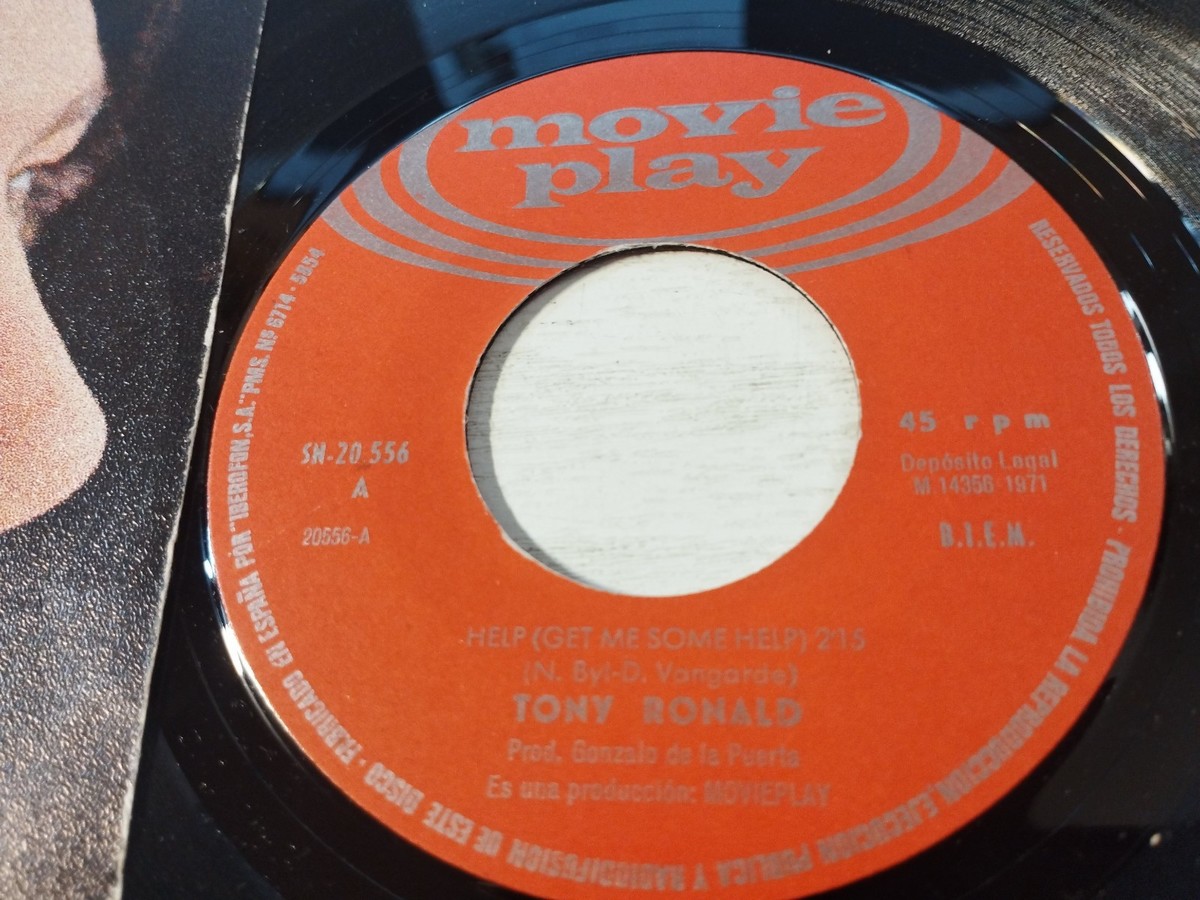 movie
play
SN-20.556
A
20556-A
45 rpm
Depósito Legal
M 14356-1971
B.I.E.M.
HELP (GET ME SOME HELP) 2'15
(N. Byl-D. Vangarde)
TONY RONALD
Prod. Gonzalo de la Puerta
Es una producción: MOVIEPLAY
FABRICADO EN ESPAÑA POR "IBEROFON, S.A." PMS. Nº 6714 - 5854
RESERVADOS TODOS LOS DERECHOS · PROHIBIDA LA REPRODUCCION, EJECUCION PUBLICA Y RADIODIFUSION DE ESTE DISCO ·